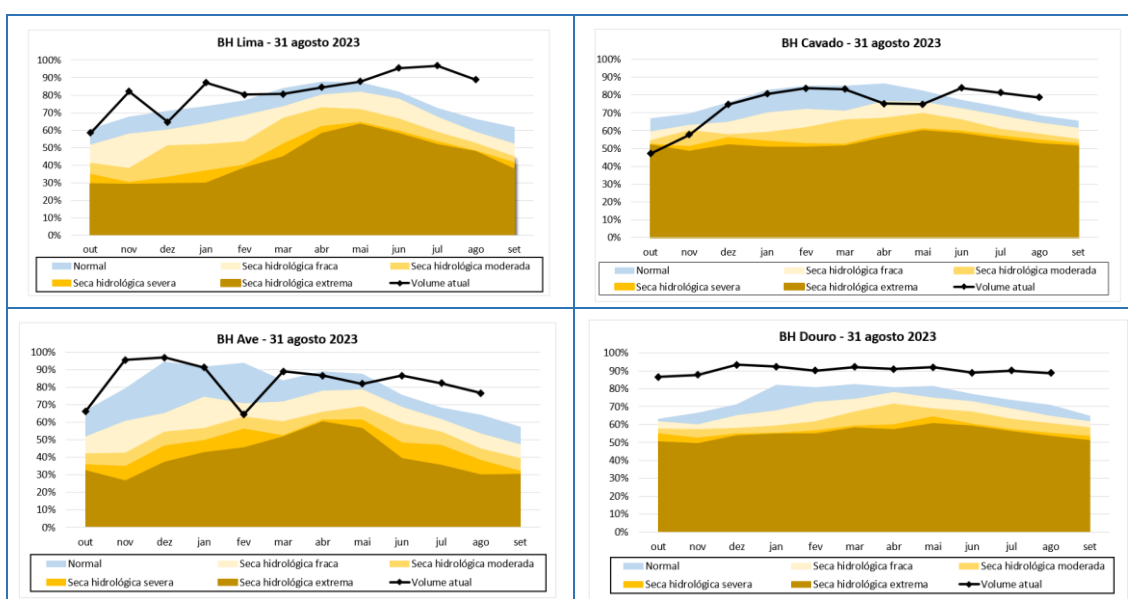 BH Lima - 31 agosto 2023
100%
90%
80%
70%
60%
50%
40%
30%
20%
10%
0%
out nov dez jan fev mar abr mai jun jul ago set
Normal Seca hidrológica fraca Seca hidrológica moderada
Seca hidrológica severa Seca hidrológica extrema Volume atual
BH Cavado - 31 agosto 2023
100%
90%
80%
70%
60%
50%
40%
30%
20%
10%
0%
out nov dez jan fev mar abr mai jun jul ago set
Normal Seca hidrológica fraca Seca hidrológica moderada
Seca hidrológica severa Seca hidrológica extrema Volume atual
BH Ave - 31 agosto 2023
100%
90%
80%
70%
60%
50%
40%
30%
20%
10%
0%
out nov dez jan fev mar abr mai jun jul ago set
Normal Seca hidrológica fraca Seca hidrológica moderada
Seca hidrológica severa Seca hidrológica extrema Volume atual
BH Douro - 31 agosto 2023
100%
90%
80%
70%
60%
50%
40%
30%
20%
10%
0%
out nov dez jan fev mar abr mai jun jul ago set
Normal Seca hidrológica fraca Seca hidrológica moderada
Seca hidrológica severa Seca hidrológica extrema Volume atual